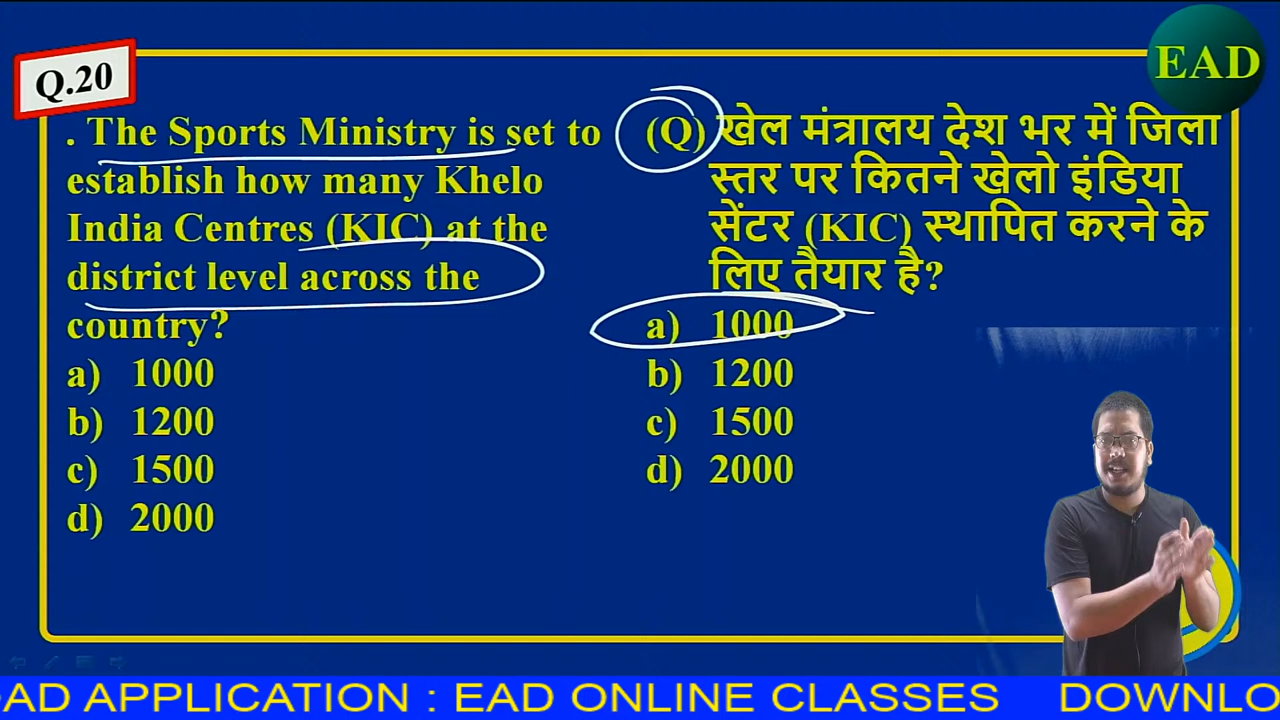 EAD
Q.20
. The Sports Ministry is set to
establish how many Khelo
India Centres (KIC) at the
district level across the
country?
a) 1000
b) 1200
c) 1500
d) 2000
(Q) खेल मंत्रालय देश भर में जिला
स्तर पर कितने खेलो इंडिया
सेंटर (KIC) स्थापित करने के
लिए तैयार है?
a) 1000
b) 1200
c) 1500
d) 2000
OAD APPLICATION : EAD ONLINE CLASSES DOWNLO